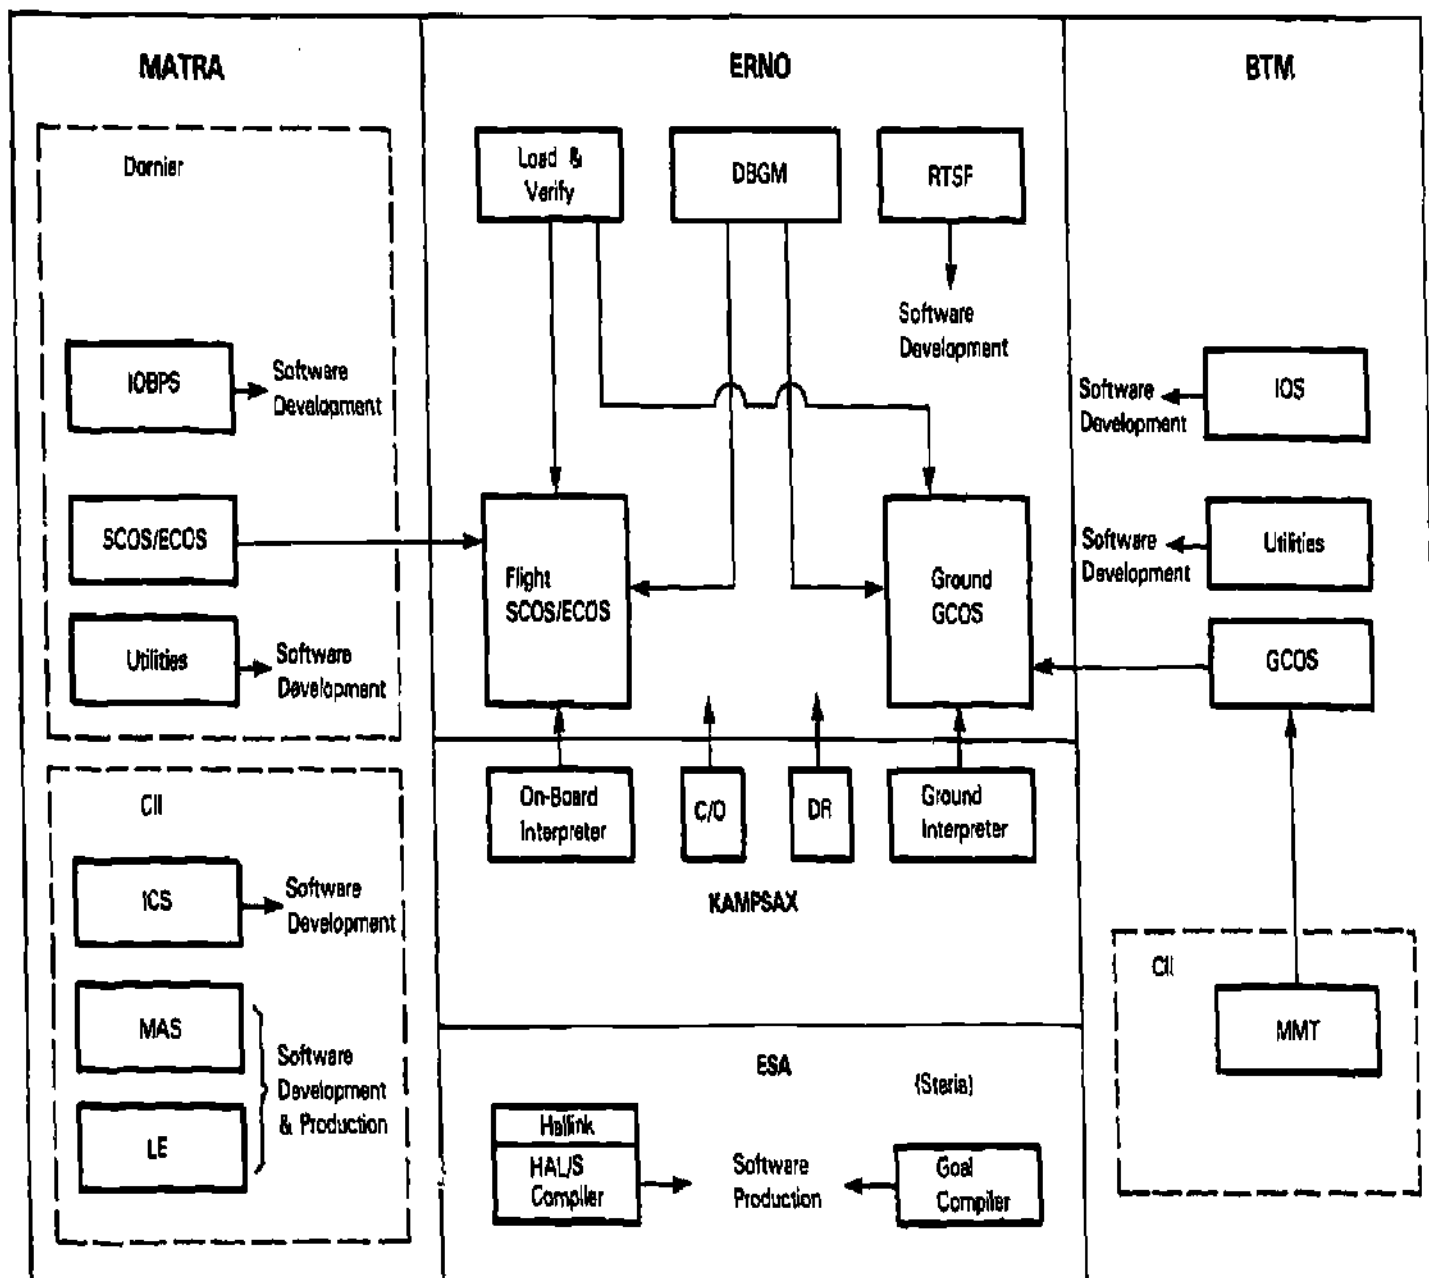 MATRA
Dornier
IOBPS
Software
Development
SCOS/ECOS
Utilities
Software
Development
CII
ICS
Software
Development
MAS
LE
Software
Development
& Production
ERNO
Load &
Verify
DBGM
RTSF
Software
Development
Flight
SCOS/ECOS
Ground
GCOS
On-Board
Interpreter
C/O
DR
Ground
Interpreter
KAMPSAX
ESA
(Steria)
Hallink
HAL/S
Compiler
Software
Production
Goal
Compiler
BTM
Software
Development
IOS
Software
Development
Utilities
GCOS
CII
MMT